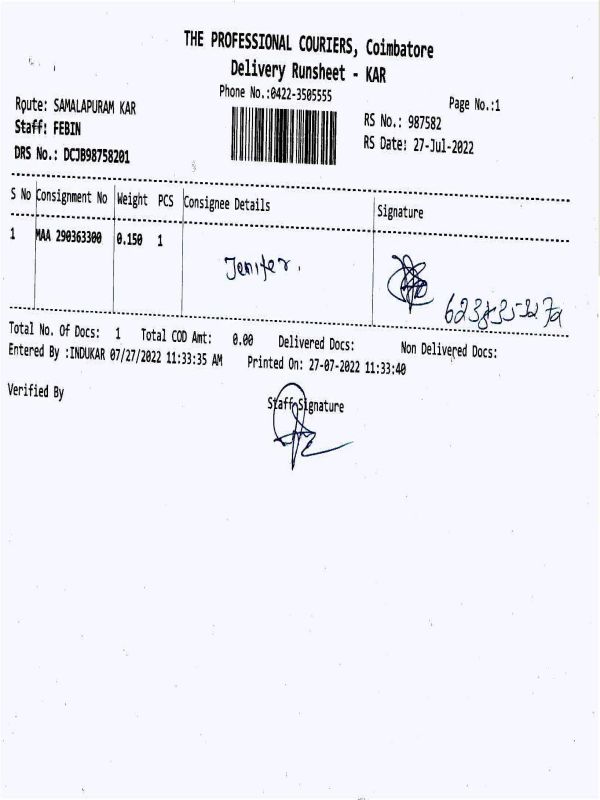 THE PROFESSIONAL COURIERS, Coimbatore
Delivery Runsheet - KAR
Phone No.:0422-3505555
Page No.:1
Route: SAMALAPURAM KAR
RS No.: 987582
Staff: FEBIN
RS Date: 27-Jul-2022
DRS No.: DCJB98758201
S No Consignment No Weight PCS Consignee Details Signature
1 MAA 290363300 0.150 1
Jenifer.
Total No. Of Docs: 1 Total COD Amt: 0.00 Delivered Docs: Non Delivered Docs:
Entered By :INDUKAR 07/27/2022 11:33:35 AM Printed On: 27-07-2022 11:33:40
Verified By
Staff Signature